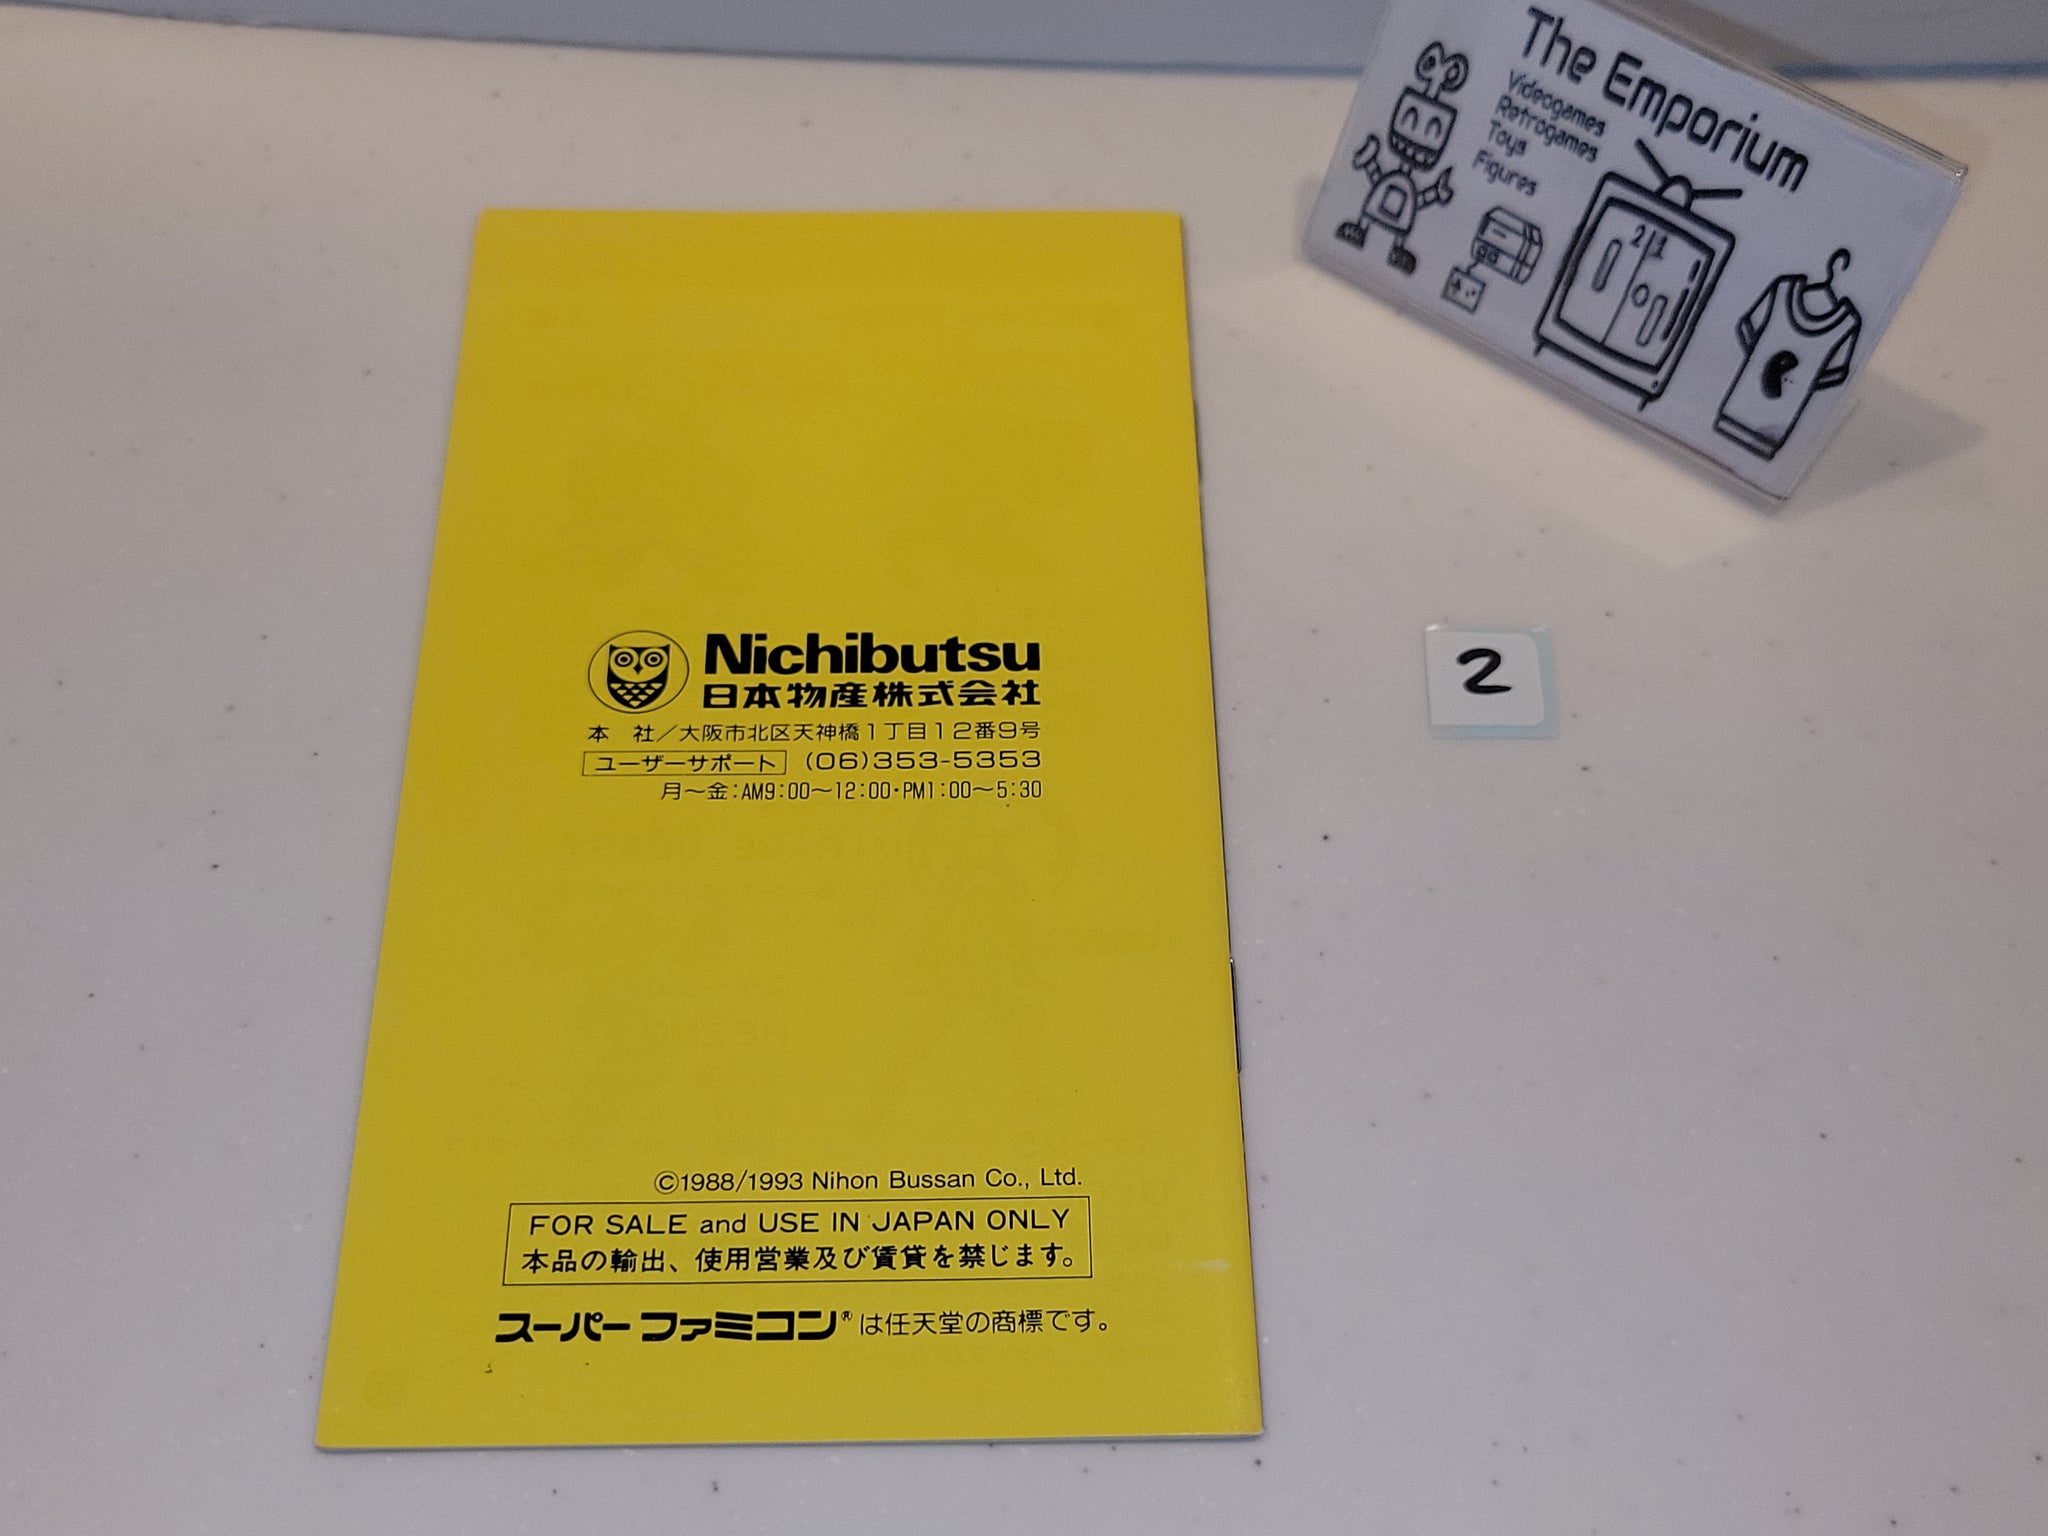 The Emporium
Videogames
Retrogames
Toys
Figures
21
2
Nichibutsu
日本物産株式会社
本 社／大阪市北区天神橋1丁目12番9号
ユーザーサポート (06)353-5353
月～金：AM9:00～12:00・PM1:00～5:30
©1988/1993 Nihon Bussan Co., Ltd.
FOR SALE and USE IN JAPAN ONLY
本品の輸出、使用営業及び賃貸を禁じます。
スーパーファミコン®は任天堂の商標です。